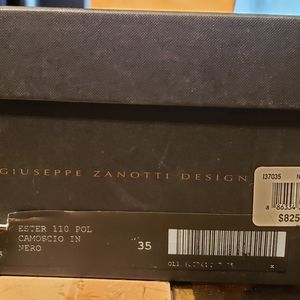 GIUSEPPE ZANOTTI DESIGN
I37035 N
$825
ESTER 110 POL
CAMOSCIO IN
NERO
35